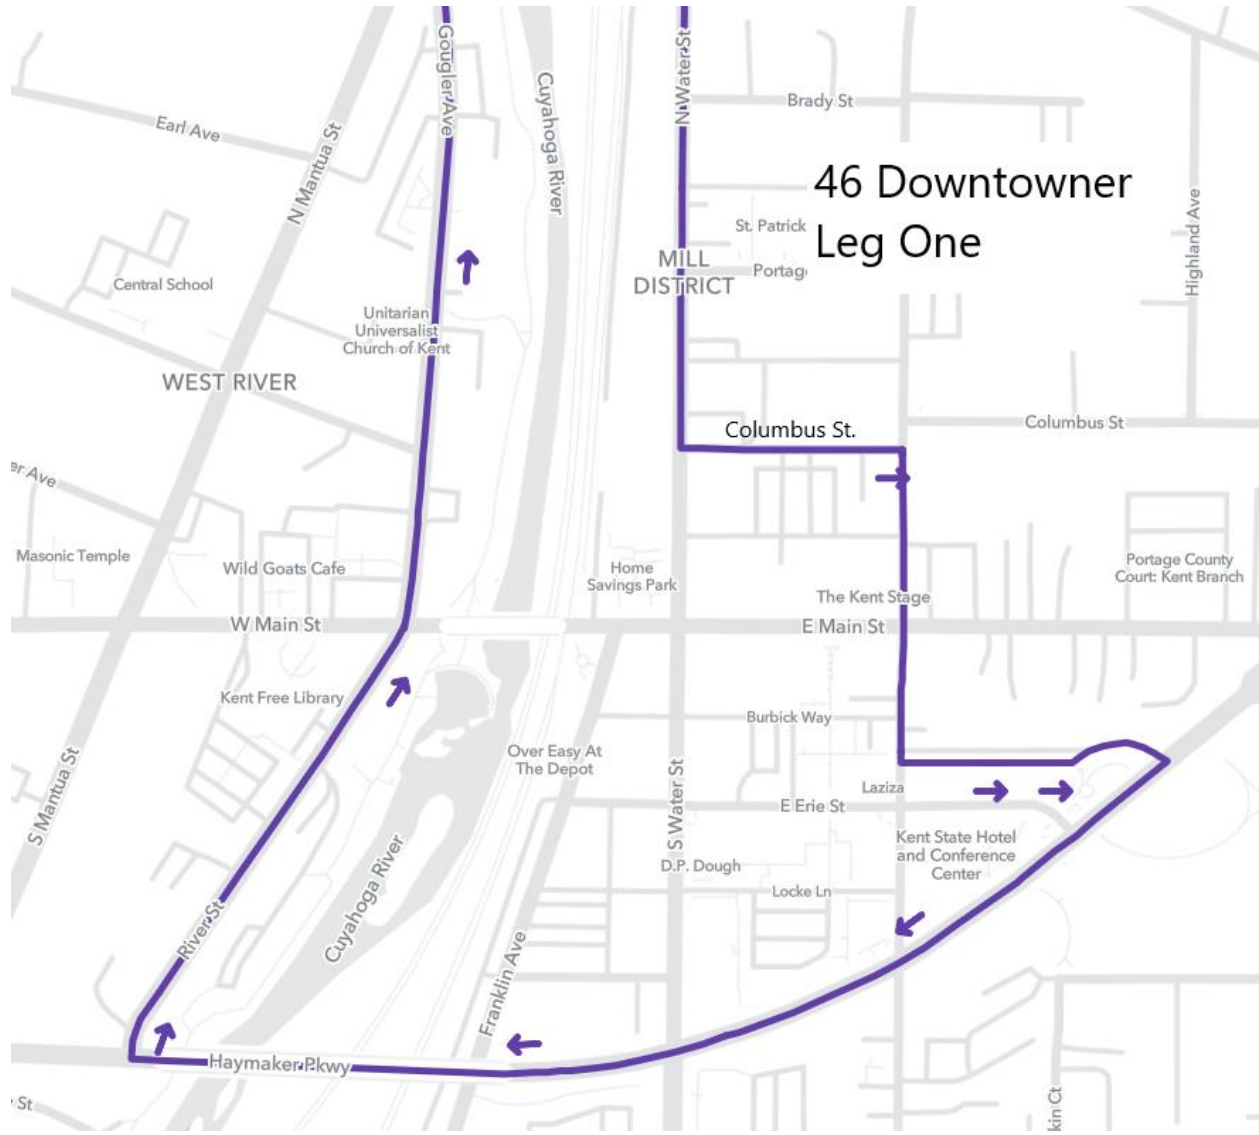 Gougler Ave
N Water St
Cuyahoga River
Brady St
Earl Ave
N Mantua St
46 Downtowner
Leg One
Highland Ave
St. Patrick
MILL
DISTRICT
Portag
Central School
Unitarian
Universalist
Church of Kent
WEST RIVER
Columbus St.
Columbus St
er Ave
Masonic Temple
Wild Goats Cafe
Home
Savings Park
Portage County
Court: Kent Branch
The Kent Stage
W Main St
E Main St
Kent Free Library
Burbick Way
Over Easy At
The Depot
S Mantua St
S Water St
Laziza
E Erie St
Kent State Hotel
and Conference
Center
D.P. Dough
Locke Ln
Cuyahoga River
River St
Franklin Ave
Haymaker Pkwy
St
kin Ct